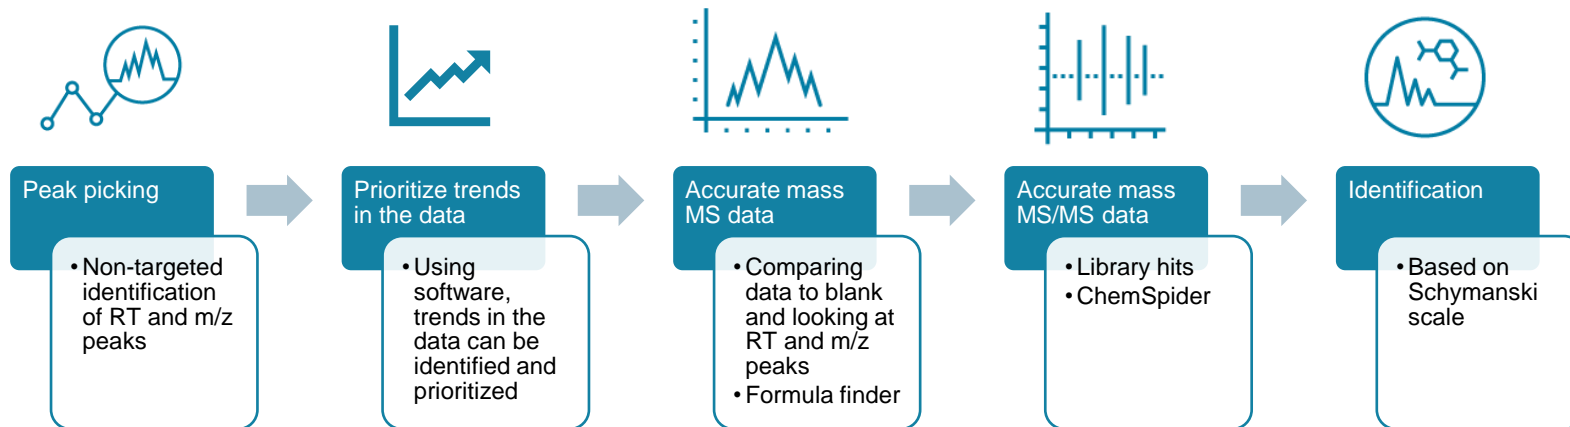 Peak picking
• Non-targeted
identification
of RT and m/z
peaks
Prioritize trends
in the data
• Using
software,
trends in the
data can be
identified and
prioritized
Accurate mass
MS data
• Comparing
data to blank
and looking at
RT and m/z
peaks
• Formula finder
Accurate mass
MS/MS data
• Library hits
• ChemSpider
Identification
• Based on
Schymanski
scale